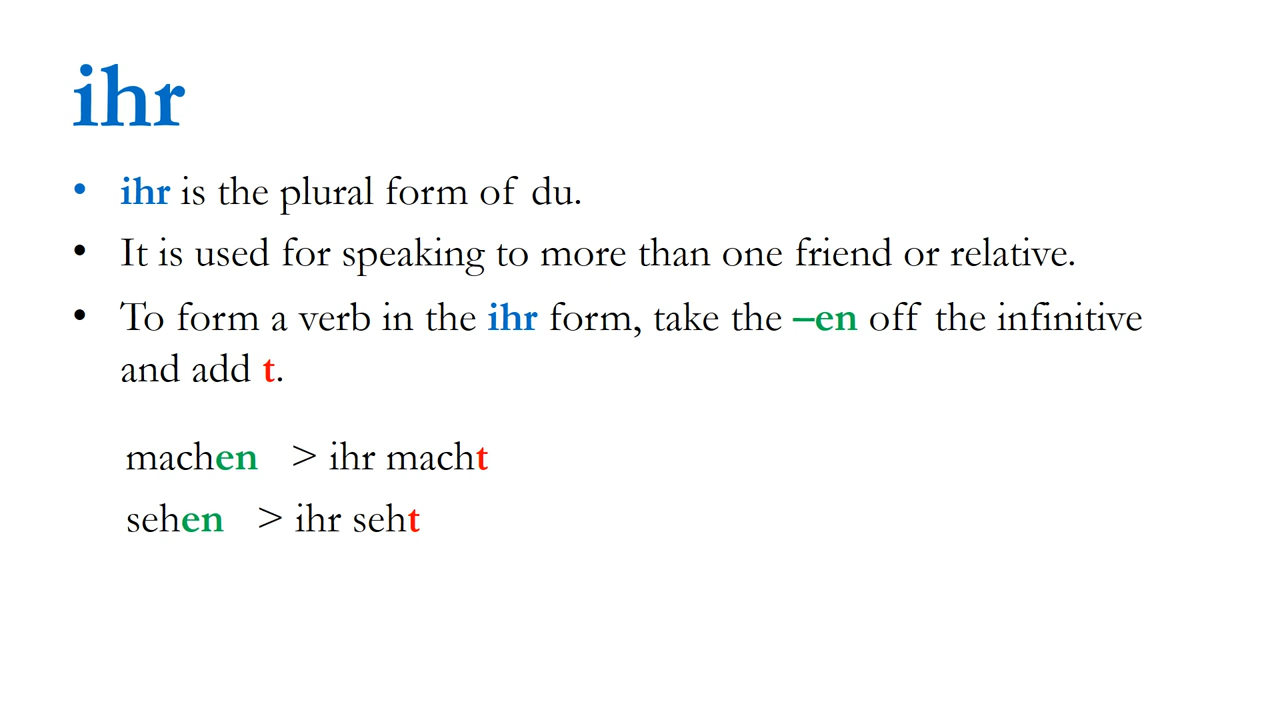 ihr
• ihr is the plural form of du.
• It is used for speaking to more than one friend or relative.
• To form a verb in the ihr form, take the –en off the infinitive
and add t.
machen > ihr macht
sehen > ihr seht